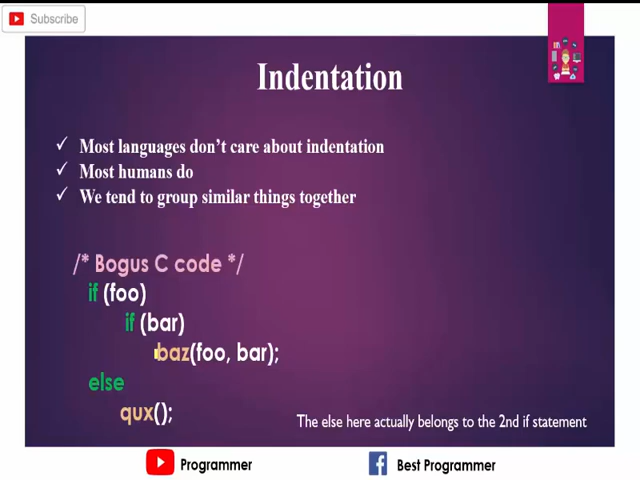 Subscribe
Indentation
Most languages don't care about indentation
Most humans do
We tend to group similar things together
/* Bogus C code */
if (foo)
if (bar)
baz(foo, bar);
else
qux();
The else here actually belongs to the 2nd if statement
Programmer
Best Programmer